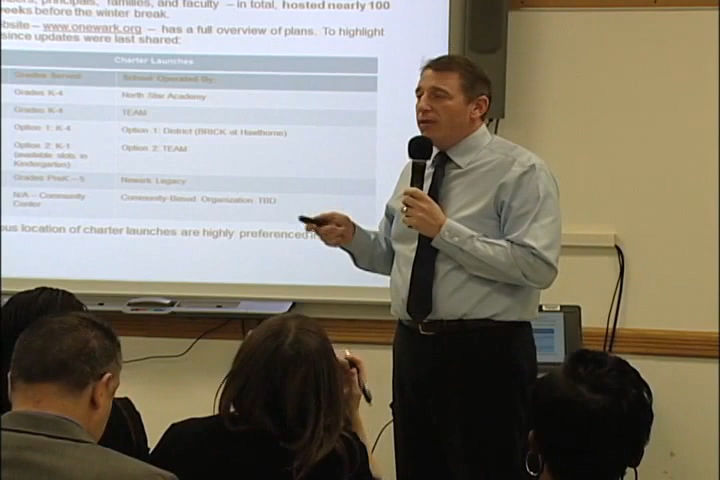 bers, principals, families, and faculty – in total, hosted nearly 100
weeks before the winter break.
bsite– www.onewark.org – has a full overview of plans. To highlight
since updates were last shared:
Charter Launches
Grades Served
School Operated By:
Grades K-4
North Star Academy
Grades K-4
TEAM
Option 1: K-4
Option 1: District (BRICK at Hawthorne)
Option 2: K-1
(available slots in
Kindergarten)
Option 2: TEAM
Grades PreK – 5
Newark Legacy
N/A – Community
Center
Community-Based Organization TBD
ous location of charter launches are highly preferenced